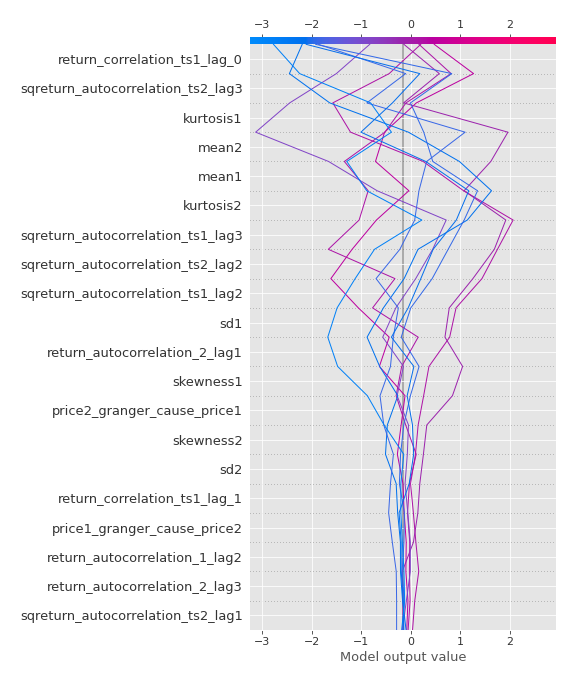 −3 −2 −1 0 1 2
return_correlation_ts1_lag_0
sqreturn_autocorrelation_ts2_lag3
kurtosis1
mean2
mean1
kurtosis2
sqreturn_autocorrelation_ts1_lag3
sqreturn_autocorrelation_ts2_lag2
sqreturn_autocorrelation_ts1_lag2
sd1
return_autocorrelation_2_lag1
skewness1
price2_granger_cause_price1
skewness2
sd2
return_correlation_ts1_lag_1
price1_granger_cause_price2
return_autocorrelation_1_lag2
return_autocorrelation_2_lag3
sqreturn_autocorrelation_ts2_lag1
−3 −2 −1 0 1 2
Model output value